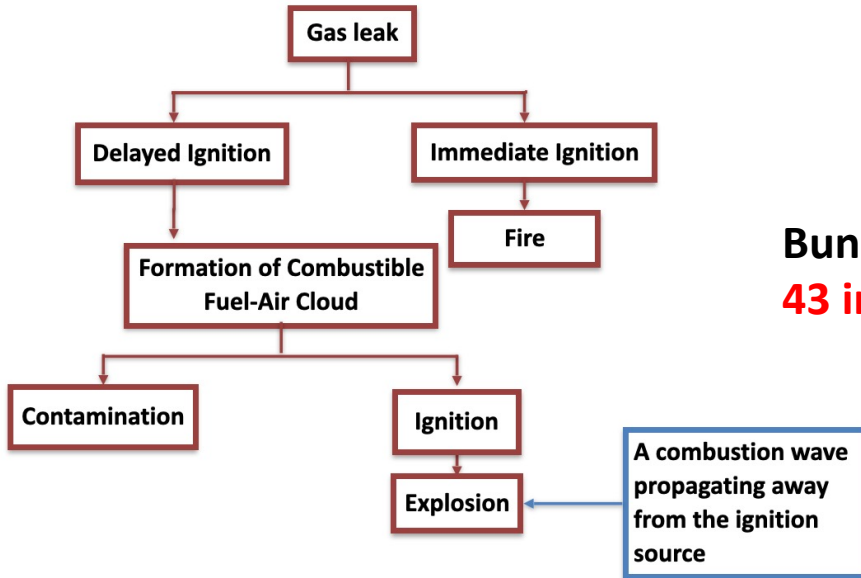 Gas leak
Delayed Ignition
Immediate Ignition
Fire
Formation of Combustible
Fuel-Air Cloud
Contamination
Ignition
Explosion
A combustion wave
propagating away
from the ignition
source
43